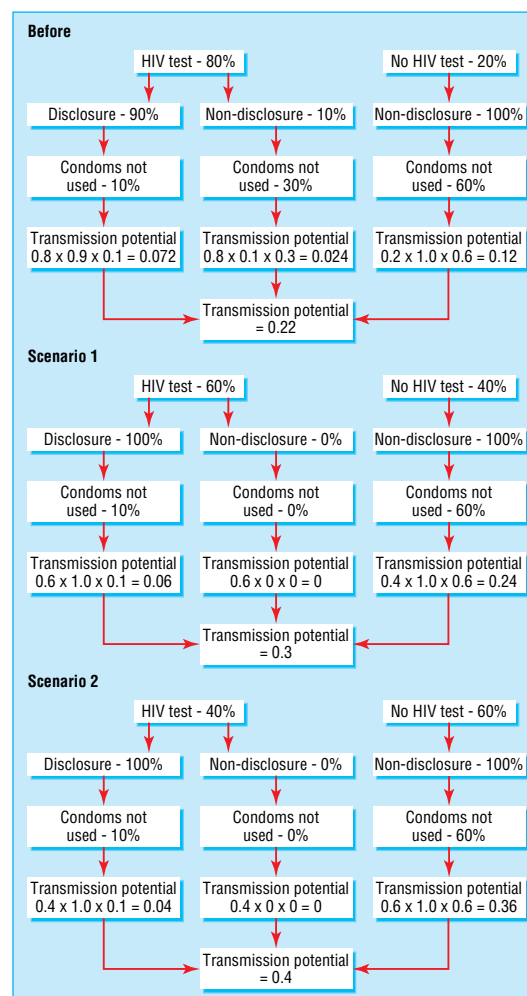 Before
HIV test - 80%
No HIV test - 20%
Disclosure - 90%
Non-disclosure - 10%
Non-disclosure - 100%
Condoms not
used - 10%
Condoms not
used - 30%
Condoms not
used - 60%
Transmission potential
0.8 x 0.9 x 0.1 = 0.072
Transmission potential
0.8 x 0.1 x 0.3 = 0.024
Transmission potential
0.2 x 1.0 x 0.6 = 0.12
Transmission potential
= 0.22
Scenario 1
HIV test - 60%
No HIV test - 40%
Disclosure - 100%
Non-disclosure - 0%
Non-disclosure - 100%
Condoms not
used - 10%
Condoms not
used - 0%
Condoms not
used - 60%
Transmission potential
0.6 x 1.0 x 0.1 = 0.06
Transmission potential
0.6 x 0 x 0 = 0
Transmission potential
0.4 x 1.0 x 0.6 = 0.24
Transmission potential
= 0.3
Scenario 2
HIV test - 40%
No HIV test - 60%
Disclosure - 100%
Non-disclosure - 0%
Non-disclosure - 100%
Condoms not
used - 10%
Condoms not
used - 0%
Condoms not
used - 60%
Transmission potential
0.4 x 1.0 x 0.1 = 0.04
Transmission potential
0.4 x 0 x 0 = 0
Transmission potential
0.6 x 1.0 x 0.6 = 0.36
Transmission potential
= 0.4